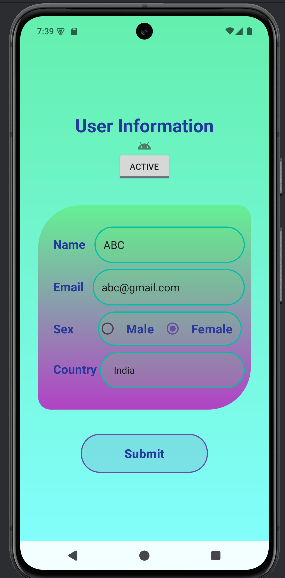 7:39
User Information
ACTIVE
Name ABC
Email abc@gmail.com
Sex Male Female
Country India
Submit